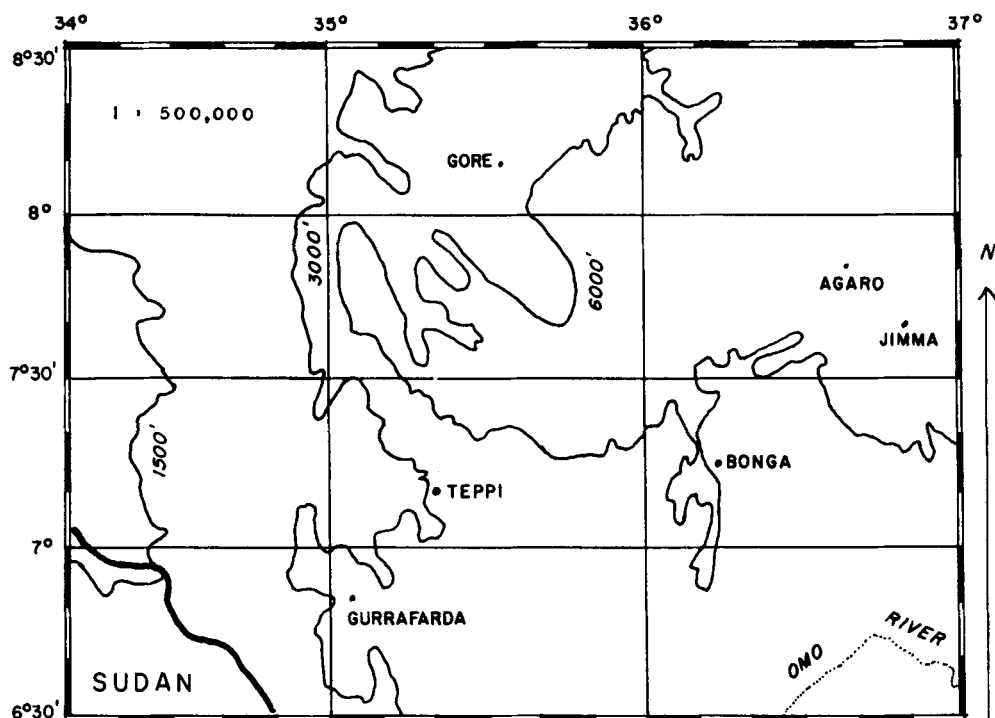 34° 35° 36° 37°
8°30'
1 : 500,000
GORE
8°
3000'
6000'
N
AGARO
JIMMA
7°30'
1500'
BONGA
TEPPI
7°
GURRAFARDA
OMO RIVER
SUDAN
6°30'